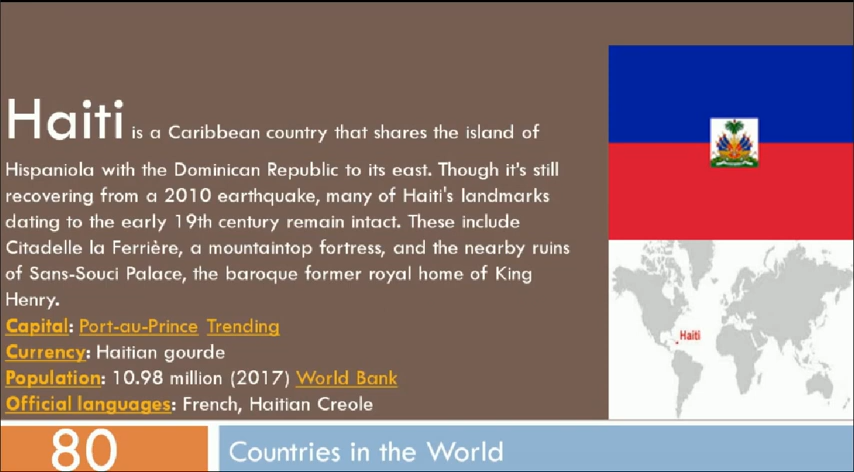 Haiti is a Caribbean country that shares the island of
Hispaniola with the Dominican Republic to its east. Though it's still
recovering from a 2010 earthquake, many of Haiti's landmarks
dating to the early 19th century remain intact. These include
Citadelle la Ferrière, a mountaintop fortress, and the nearby ruins
of Sans-Souci Palace, the baroque former royal home of King
Henry.
Capital: Port-au-Prince Trending
Currency: Haitian gourde
Population: 10.98 million (2017) World Bank
Official languages: French, Haitian Creole
Haiti
80
Countries in the World